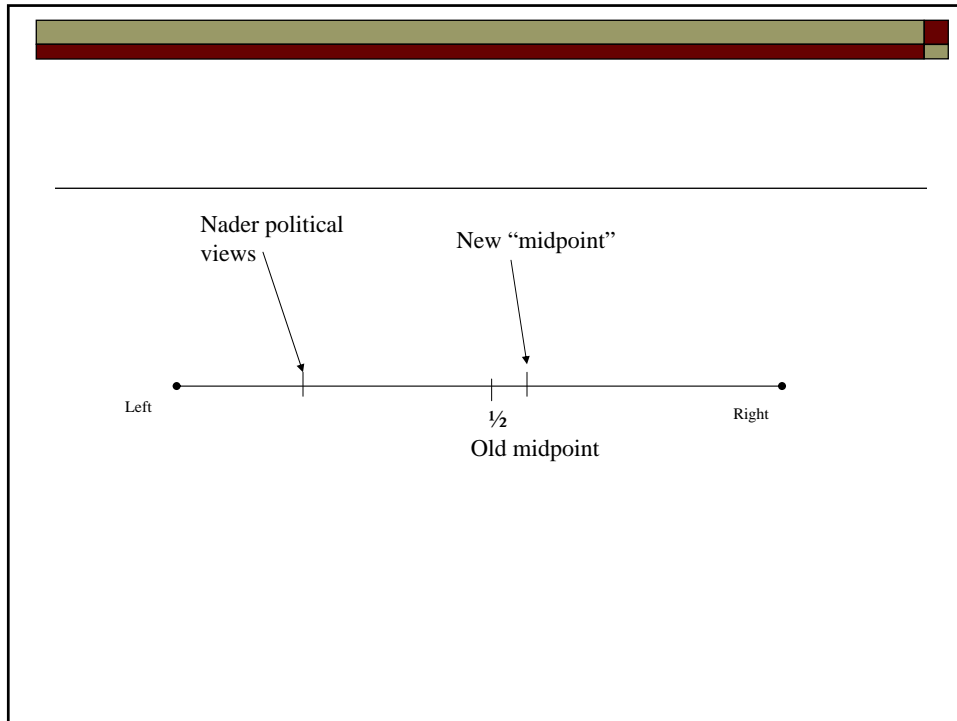 Nader political
views
New “midpoint”
Left
½
Right
Old midpoint